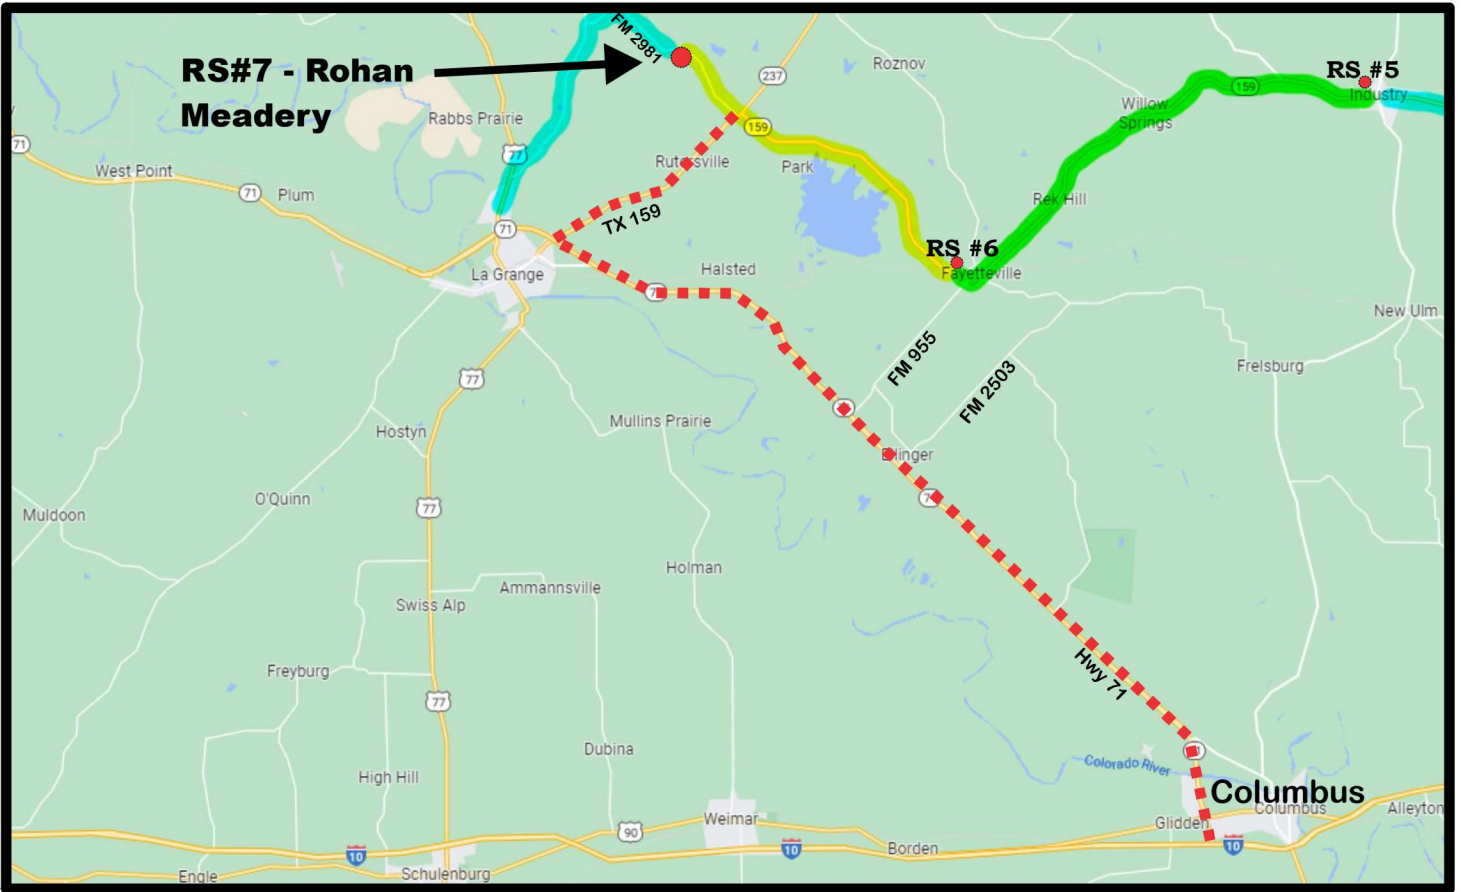 FM 2981
RS#7 - Rohan
Meadery
237
Roznov
RS #5
Industry
159
Willow
Springs
Rabbs Prairie
77
159
71
West Point
71
Plum
Rutersville
Park
Rek Hill
TX 159
71
La Grange
Halsted
RS #6
Fayetteville
New Ulm
FM 955
FM 2503
Frelsburg
77
Hostyn
Mullins Prairie
Ellinger
O'Quinn
Muldoon
77
Holman
Ammannsville
Swiss Alp
Freyburg
77
Hwy 71
Dubina
High Hill
Colorado River
Columbus
Columbus
Alleyton
Glidden
Weimar
90
10
10
10
Borden
Engle
Schulenburg